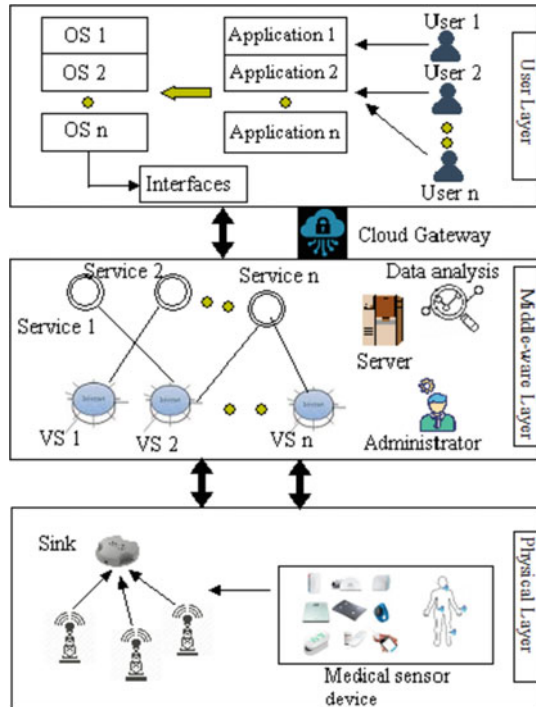 OS 1
Application 1
User 1
OS 2
Application 2
User 2
OS n
Application n
User n
Interfaces
User Layer
Cloud Gateway
Service 1
Service 2
Service n
Data analysis
Server
VS 1
VS 2
VS n
Administrator
Middle-ware Layer
Sink
Medical sensor
device
Physical Layer